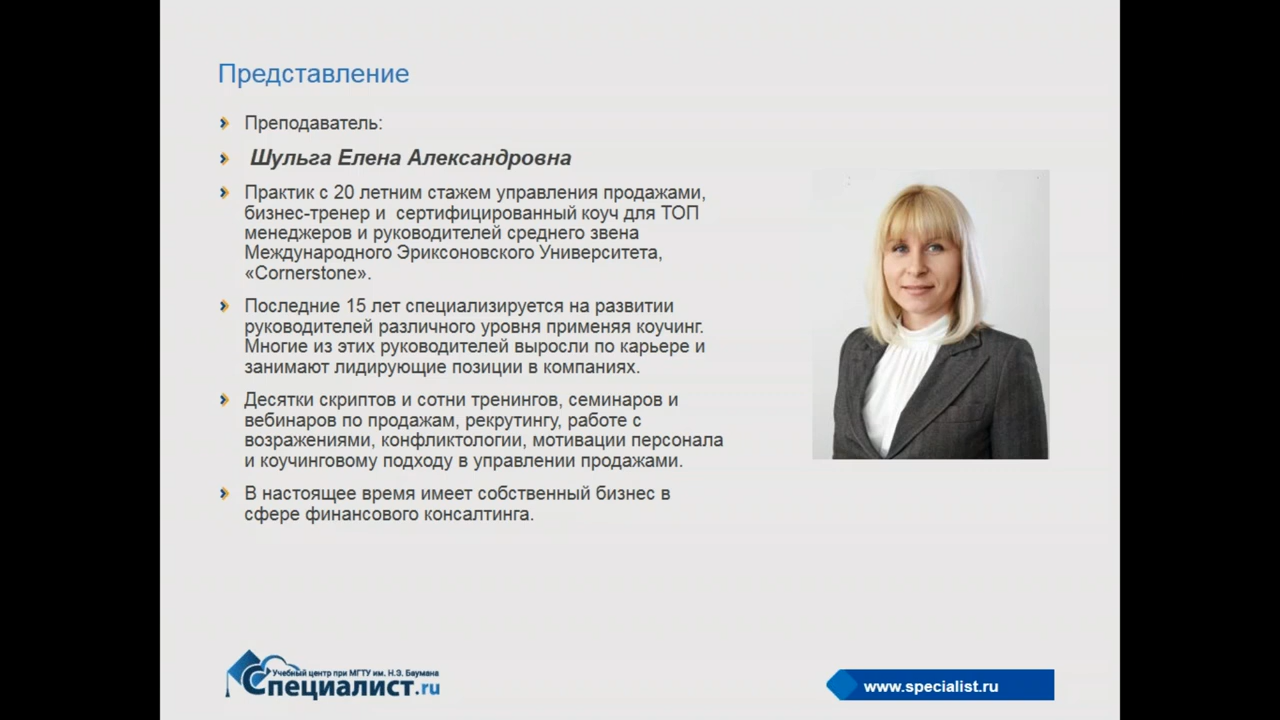 Представление
Преподаватель:
Шульга Елена Александровна
Практик с 20 летним стажем управления продажами,
бизнес-тренер и сертифицированный коуч для ТОП
менеджеров и руководителей среднего звена
Международного Эриксоновского Университета,
«Cornerstone».
Последние 15 лет специализируется на развитии
руководителей различного уровня применяя коучинг.
Многие из этих руководителей выросли по карьере и
занимают лидирующие позиции в компаниях.
Десятки скриптов и сотни тренингов, семинаров и
вебинаров по продажам, рекрутингу, работе с
возражениями, конфликтологии, мотивации персонала
и коучинговому подходу в управлении продажами.
В настоящее время имеет собственный бизнес в
сфере финансового консалтинга.
Учебный центр при МГТУ им. Н.Э. Баумана
Специалист.ru
www.specialist.ru